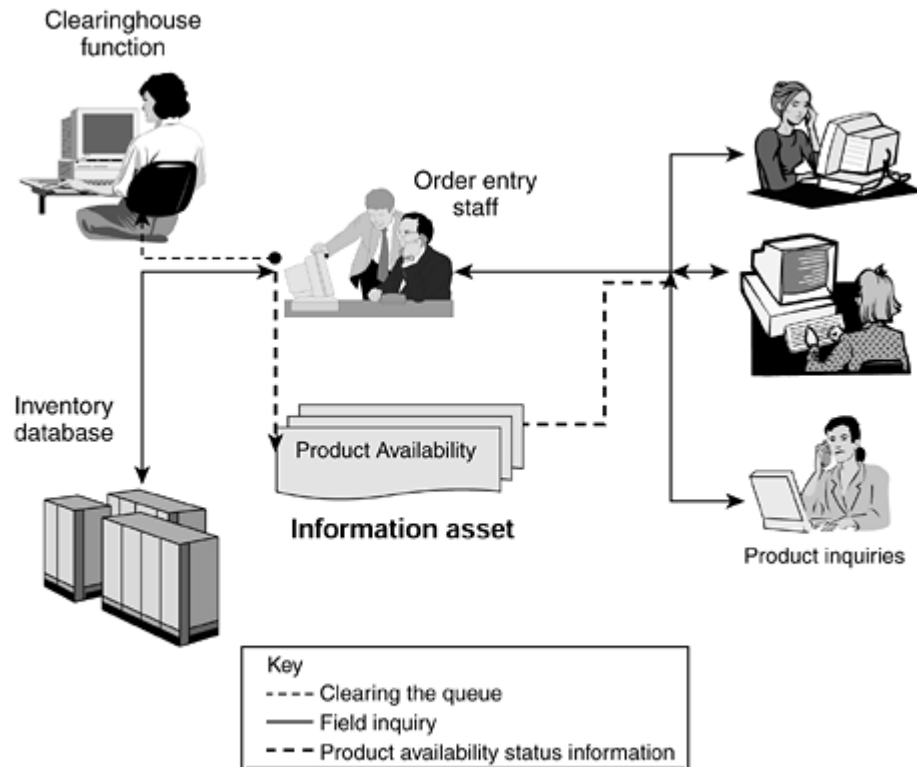 Clearinghouse
function
Order entry
staff
Inventory
database
Product Availability
Information asset
Product inquiries
Key
Clearing the queue
Field inquiry
Product availability status information